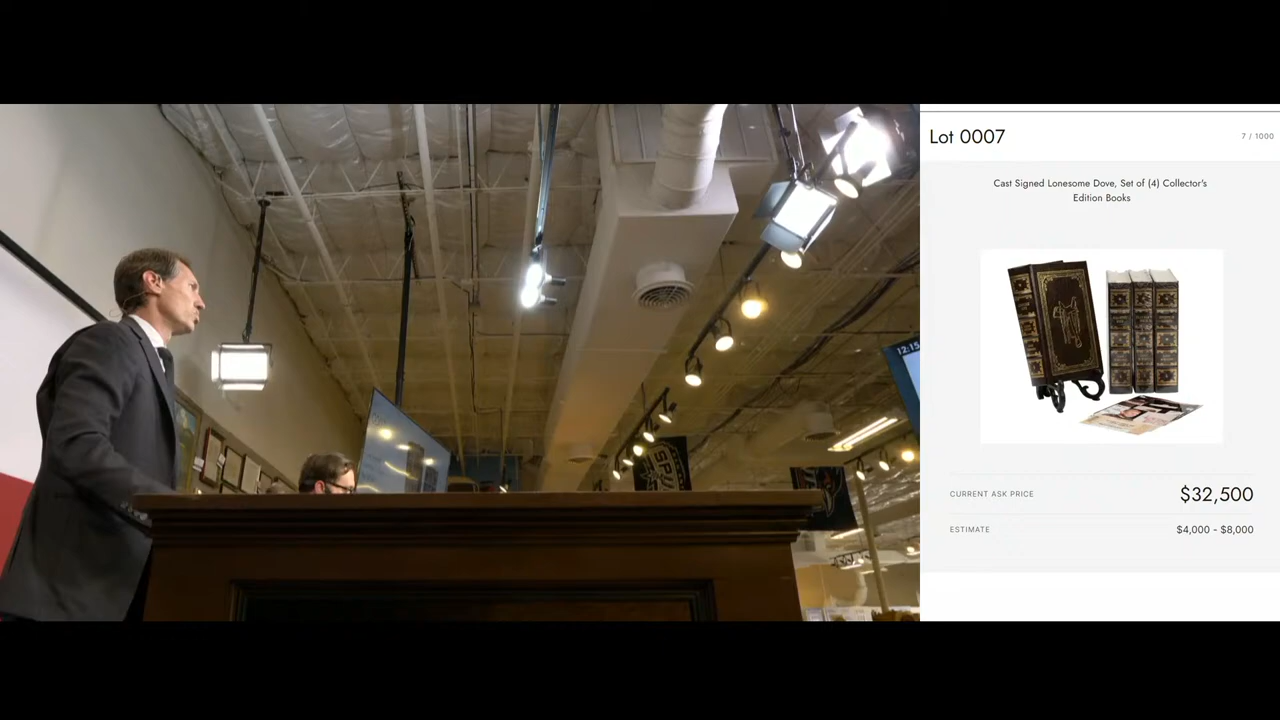 Lot 0007
7 / 1000
Cast Signed Lonesome Dove, Set of (4) Collector's
Edition Books
12:15
SPURS
CURRENT ASK PRICE
$32,500
ESTIMATE
$4,000 - $8,000